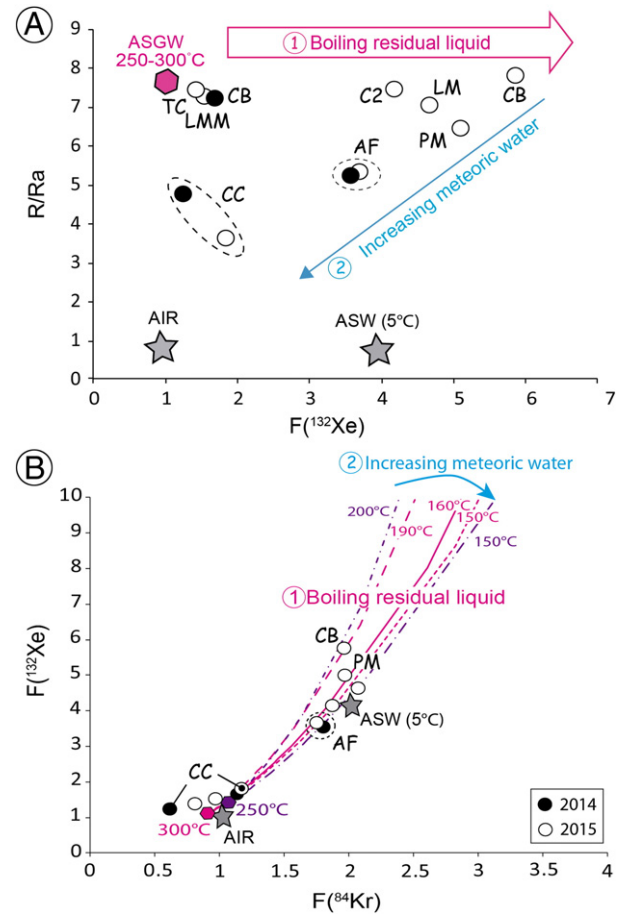 A
9
8
7
6
5
4
3
2
1
0
R/Ra
ASGW
250-300°C
① Boiling residual liquid
TC
LMM
CB
C2
LM
CB
PM
AF
CC
② Increasing meteoric water
AIR
ASW (5°C)
0 1 2 3 4 5 6 7
F(¹³²Xe)
B
② Increasing meteoric water
10
9
8
7
6
5
4
3
2
1
0
F(¹³²Xe)
200°C
190°C
160°C
150°C
150°C
① Boiling residual liquid
CB
PM
ASW (5°C)
AF
CC
250°C
300°C
AIR
2014
2015
0 0.5 1 1.5 2 2.5 3 3.5 4
F(⁸⁴Kr)